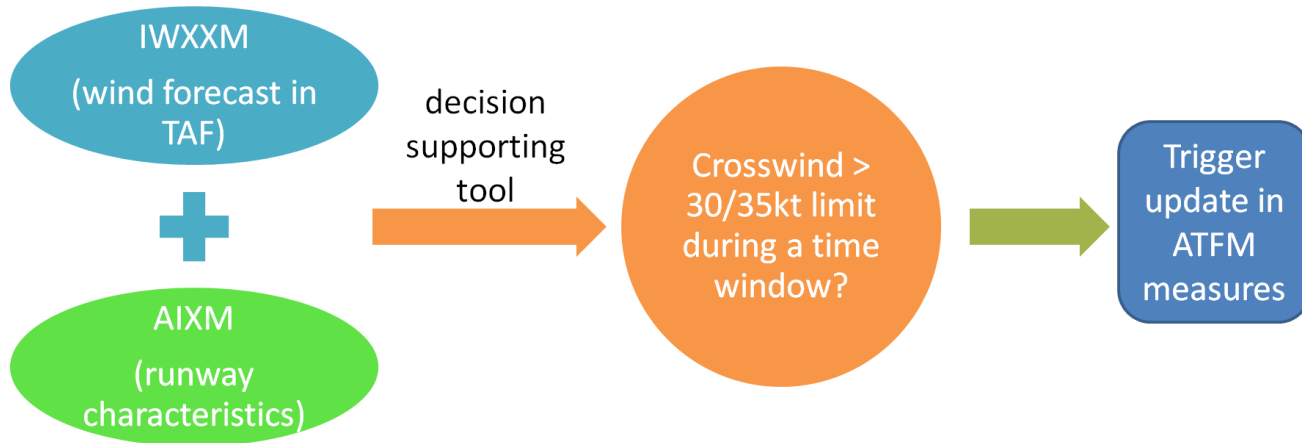 IWXXM
(wind forecast in
TAF)
AIXM
(runway
characteristics)
decision
supporting
tool
Crosswind >
30/35kt limit
during a time
window?
Trigger
update in
ATFM
measures